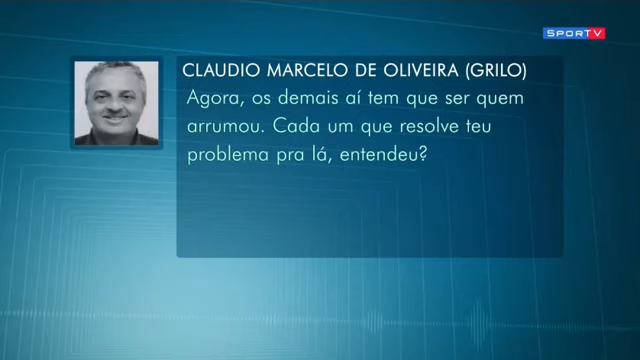 SPORTV
CLAUDIO MARCELO DE OLIVEIRA (GRILO)
Agora, os demais aí tem que ser quem
arrumou. Cada um que resolve teu
problema pra lá, entendeu?